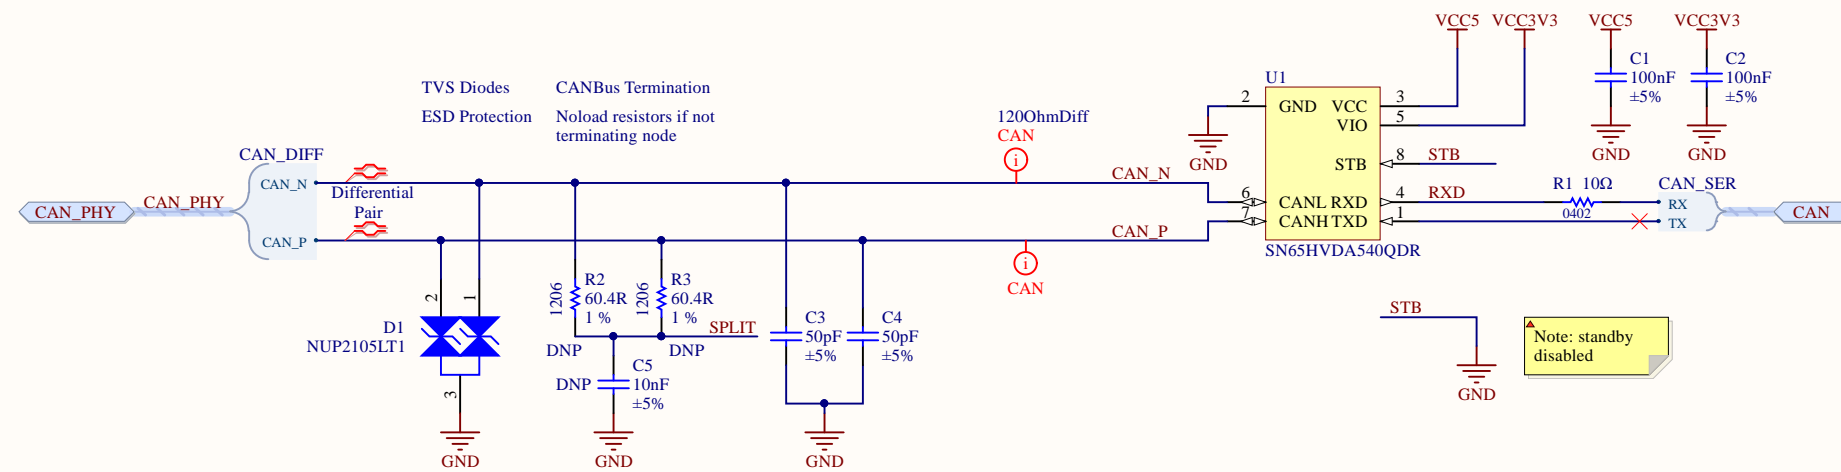 VCC5 VCC3V3 VCC5 VCC3V3
TVS Diodes CANBus Termination
ESD Protection Noload resistors if not
terminating node
120OhmDiff
CAN
i
U1
2 GND VCC 3
VIO 5
STB 8 STB
6 CANL RXD 4 RXD
7 CANH TXD 1
SN65HVDA540QDR
GND
C1
100nF
±5%
GND
C2
100nF
±5%
GND
CAN_DIFF
CAN_N
CAN_P
CAN_PHY CAN_PHY
Differential
Pair
CAN_N
CAN_P
i
CAN
R1 10Ω
0402
CAN_SER
RX
TX
CAN
2 1
D1
NUP2105LT1
3
GND
1206
R2
60.4R
1 %
1206
R3
60.4R
1 %
SPLIT
DNP DNP
DNP
C5
10nF
±5%
GND
C3
50pF
±5%
C4
50pF
±5%
GND
STB
GND
Note: standby
disabled